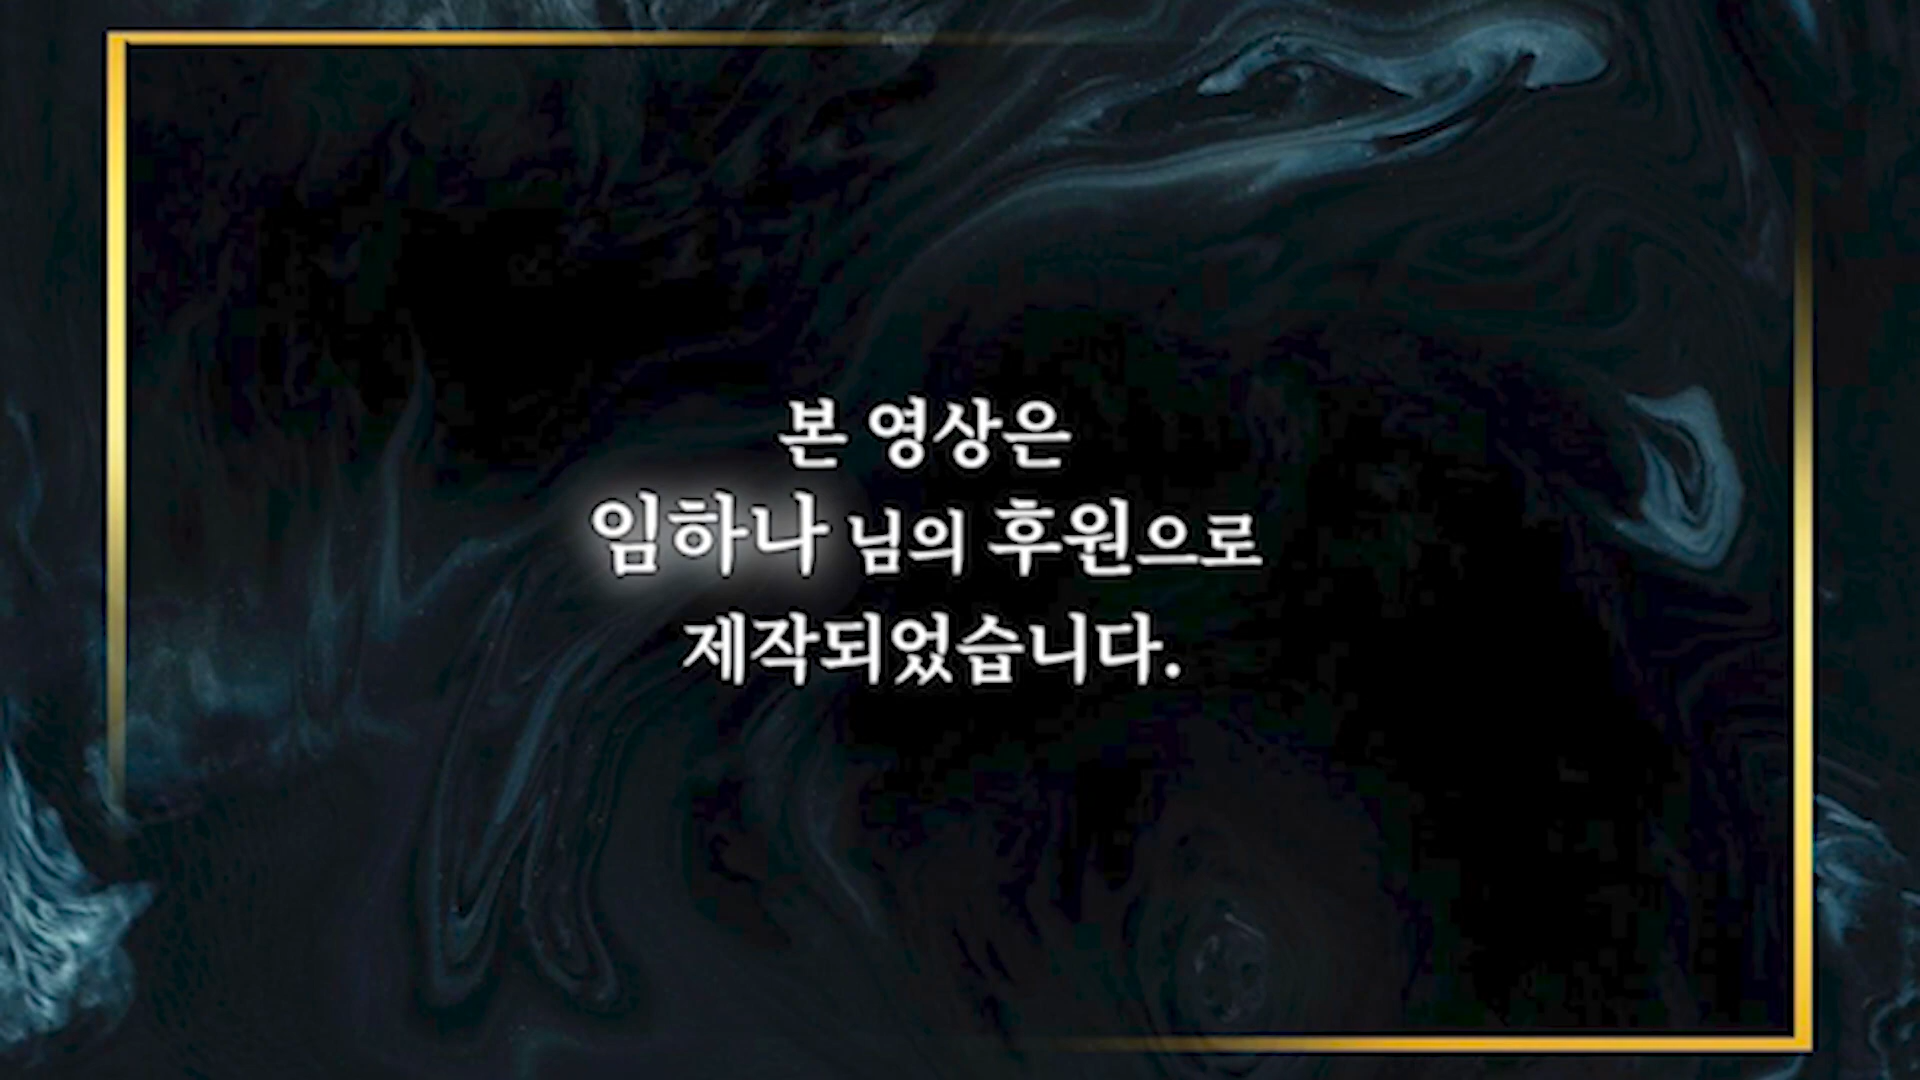 본 영상은
임하나 님의 후원으로
제작되었습니다.